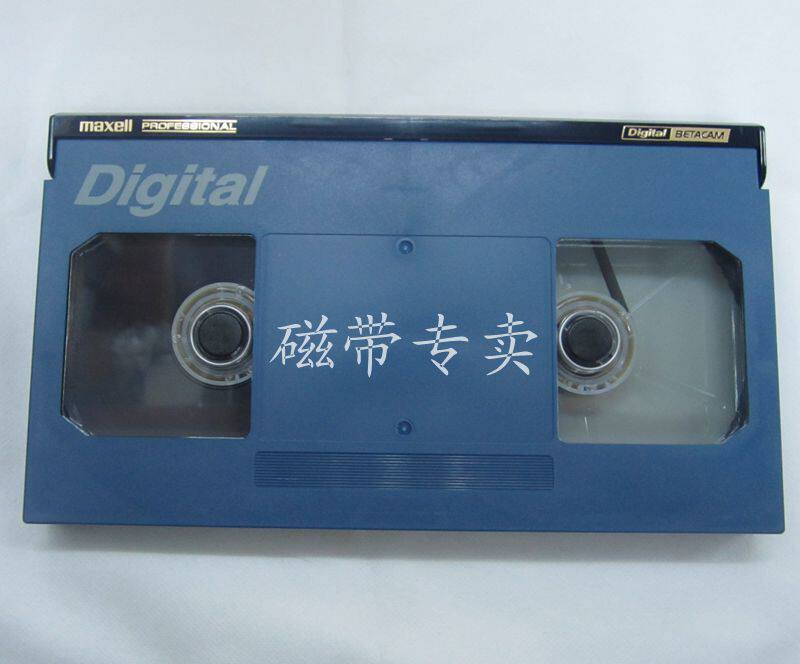 maxell PROFESSIONAL
Digital BETACAM
Digital
磁带专卖